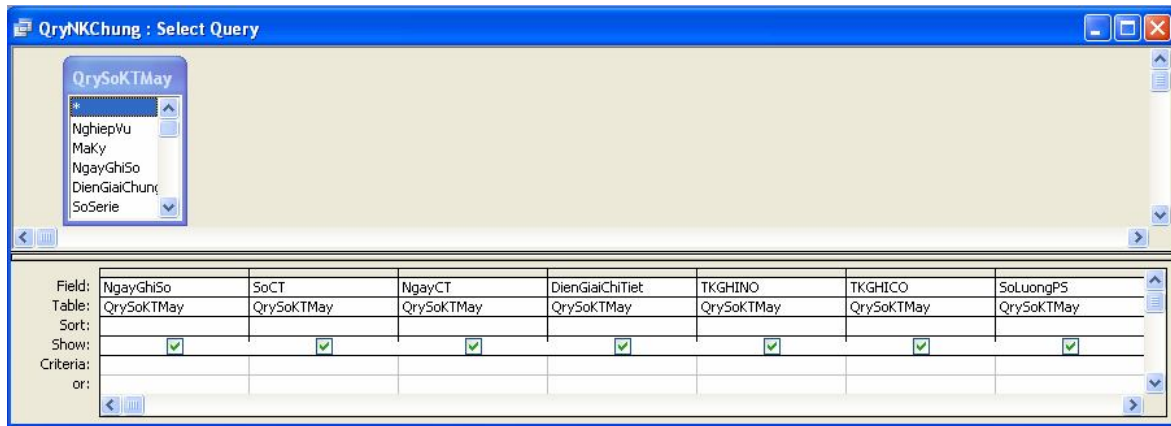 QryNKChung : Select Query
QrySoKTMay
*
NghiepVu
MaKy
NgayGhiSo
DienGiaiChung
SoSerie
Field: NgayGhiSo SoCT NgayCT DienGiaiChiTiet TKGHINO TKGHICO SoLuongPS
Table: QrySoKTMay QrySoKTMay QrySoKTMay QrySoKTMay QrySoKTMay QrySoKTMay QrySoKTMay
Sort:
Show:
Criteria:
or: